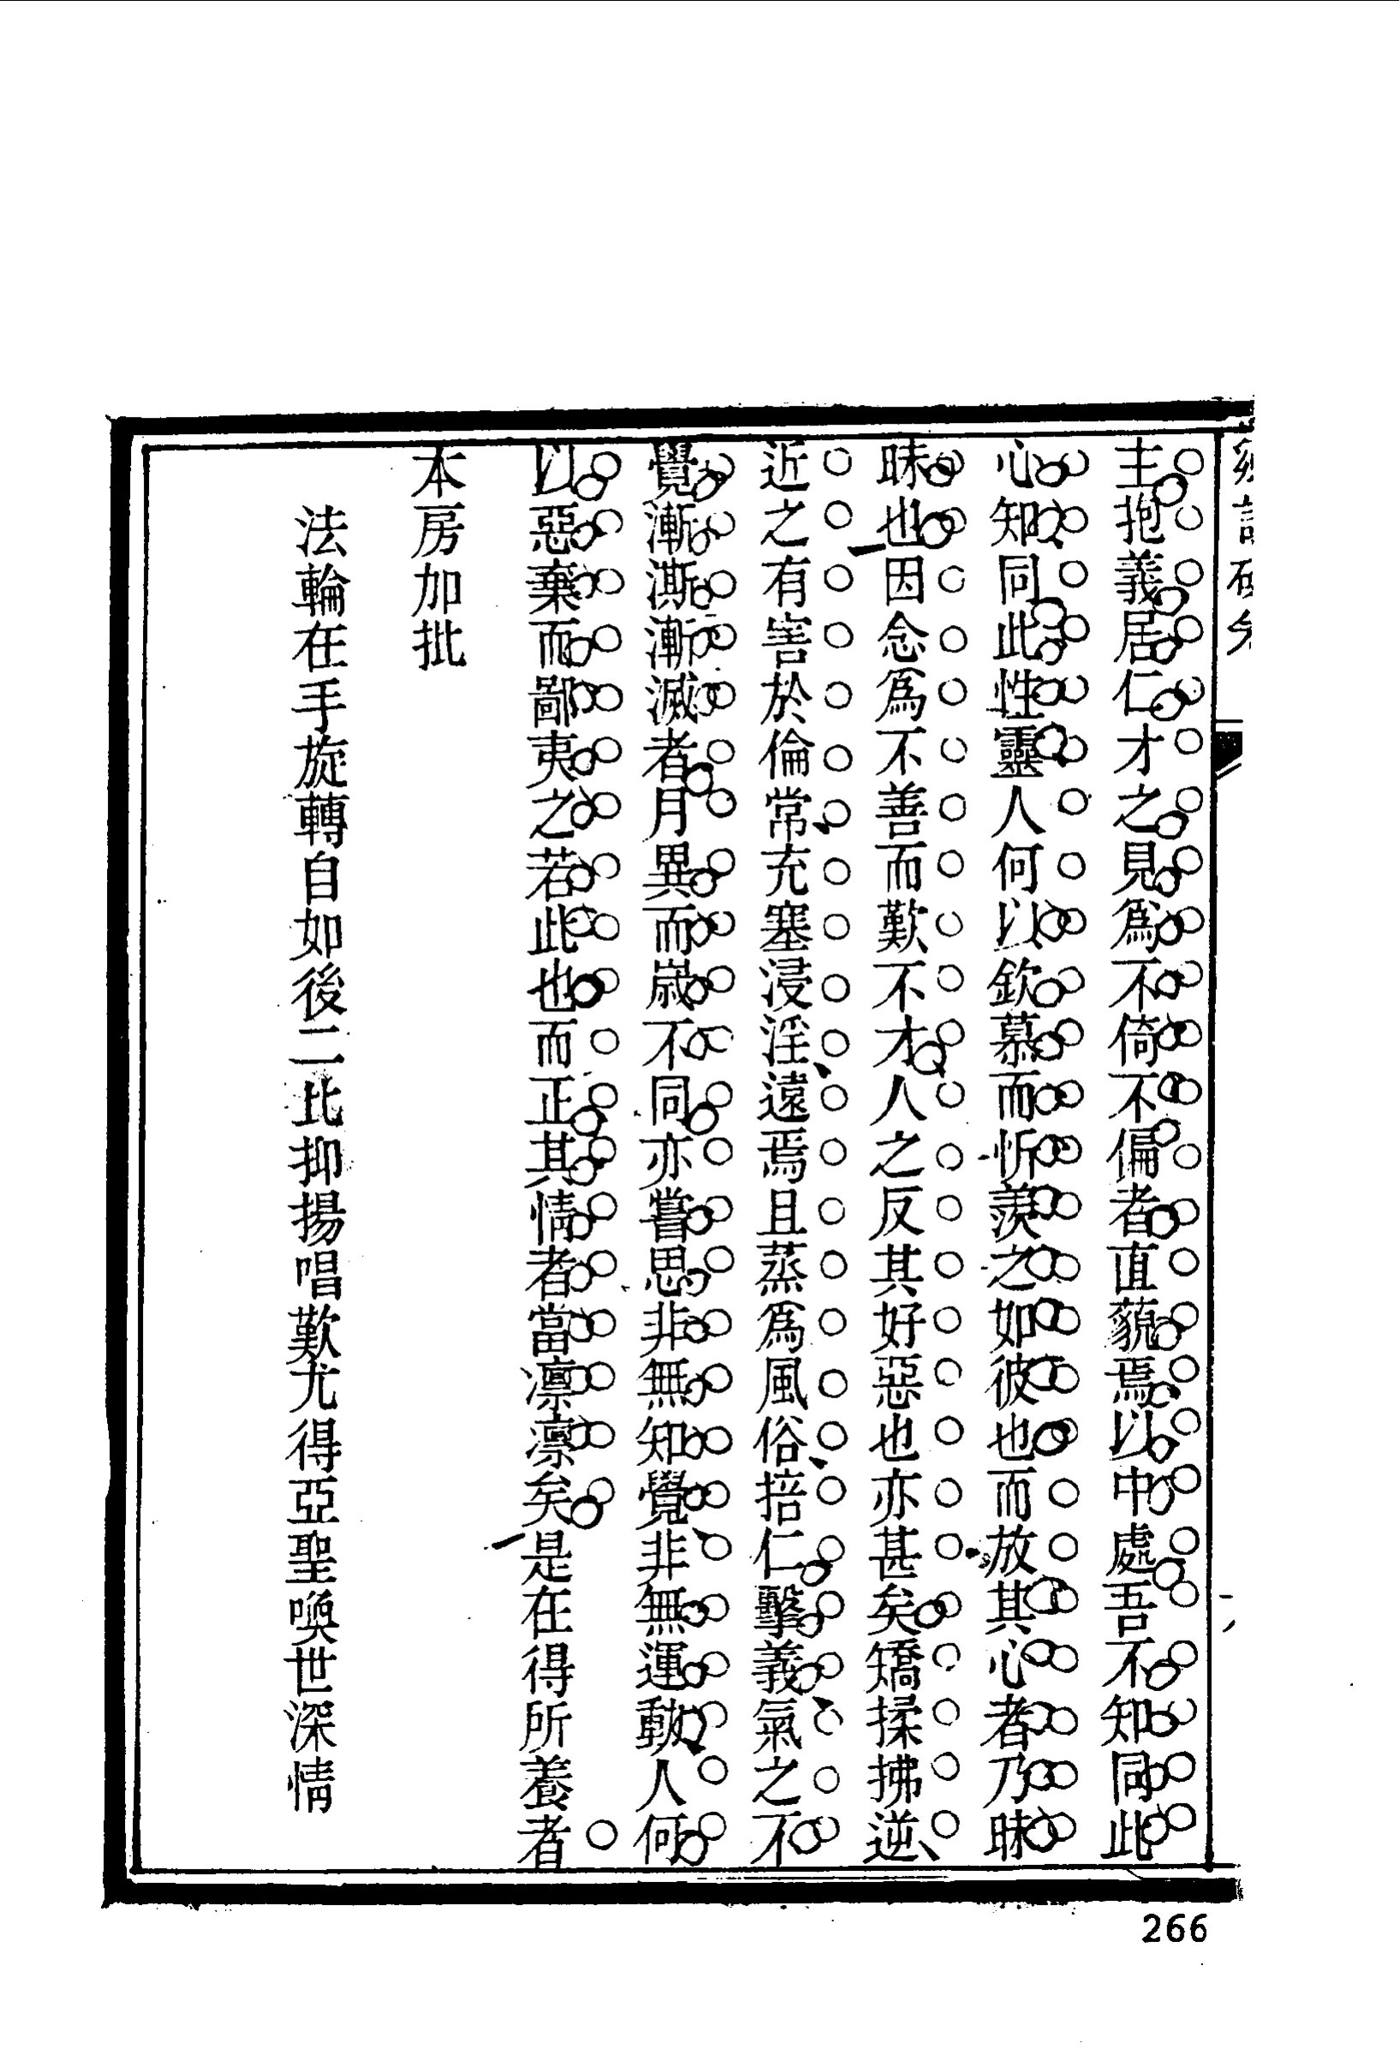 主抱義居仁才之見爲不倚不偏者直藐焉以中處吾不知同此
心知同此性靈人何以欽慕而忻羨之如彼也而放其心者乃昧
昧也因念爲不善而歎不才人之反其好惡也亦甚矣矯揉拂逆
近之有害於倫常充塞浸淫遠焉且蒸爲風俗掊仁擊義氣之不
覺漸澌漸滅者月異而歲不同亦嘗思非無知覺非無運動人何
以惡棄而鄙夷之若此也而正其情者當凛凛矣是在得所養者
本房加批
法輪在手旋轉自如後二比抑揚唱歎尤得亞聖喚世深情
266